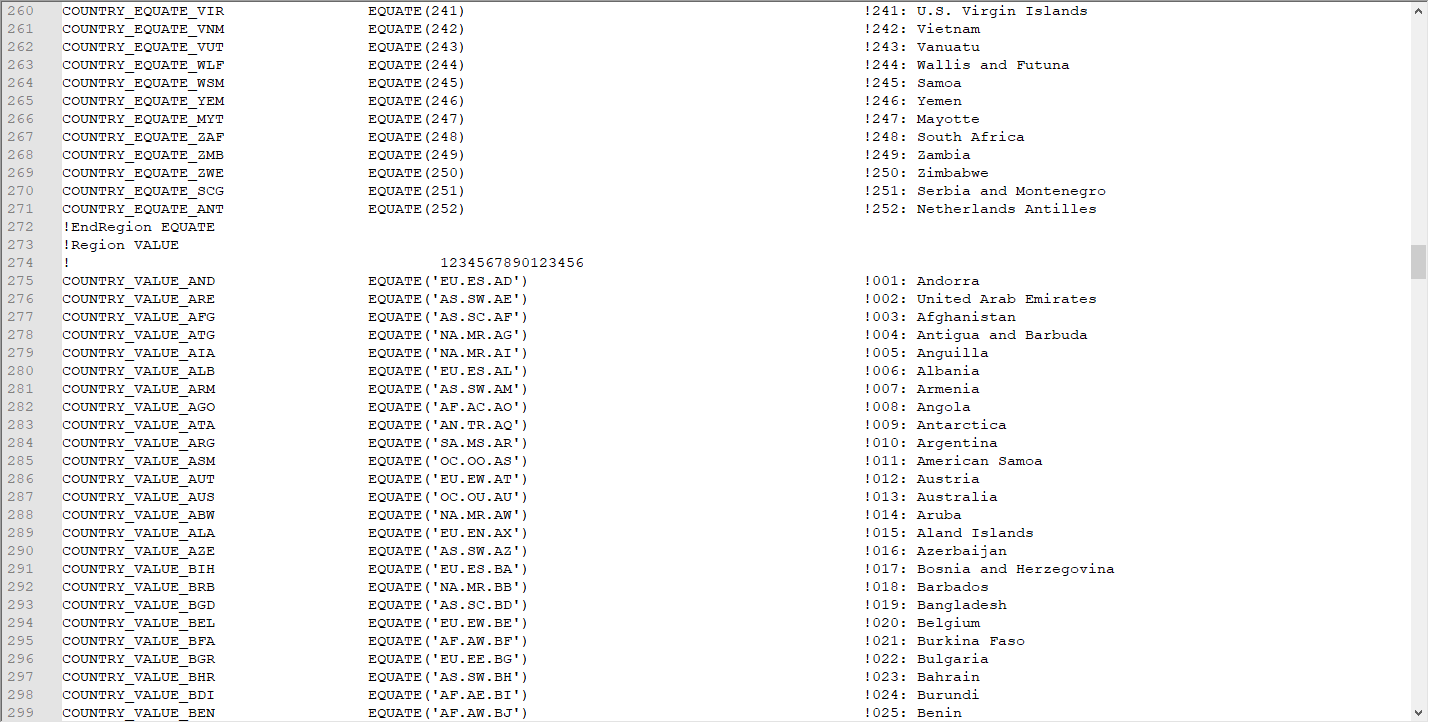 260 COUNTRY_EQUATE_VIR EQUATE(241) !241: U.S. Virgin Islands
261 COUNTRY_EQUATE_VNM EQUATE(242) !242: Vietnam
262 COUNTRY_EQUATE_VUT EQUATE(243) !243: Vanuatu
263 COUNTRY_EQUATE_WLF EQUATE(244) !244: Wallis and Futuna
264 COUNTRY_EQUATE_WSM EQUATE(245) !245: Samoa
265 COUNTRY_EQUATE_YEM EQUATE(246) !246: Yemen
266 COUNTRY_EQUATE_MYT EQUATE(247) !247: Mayotte
267 COUNTRY_EQUATE_ZAF EQUATE(248) !248: South Africa
268 COUNTRY_EQUATE_ZMB EQUATE(249) !249: Zambia
269 COUNTRY_EQUATE_ZWE EQUATE(250) !250: Zimbabwe
270 COUNTRY_EQUATE_SCG EQUATE(251) !251: Serbia and Montenegro
271 COUNTRY_EQUATE_ANT EQUATE(252) !252: Netherlands Antilles
272 !EndRegion EQUATE
273 !Region VALUE
274 ! 1234567890123456
275 COUNTRY_VALUE_AND EQUATE('EU.ES.AD') !001: Andorra
276 COUNTRY_VALUE_ARE EQUATE('AS.SW.AE') !002: United Arab Emirates
277 COUNTRY_VALUE_AFG EQUATE('AS.SC.AF') !003: Afghanistan
278 COUNTRY_VALUE_ATG EQUATE('NA.MR.AG') !004: Antigua and Barbuda
279 COUNTRY_VALUE_AIA EQUATE('NA.MR.AI') !005: Anguilla
280 COUNTRY_VALUE_ALB EQUATE('EU.ES.AL') !006: Albania
281 COUNTRY_VALUE_ARM EQUATE('AS.SW.AM') !007: Armenia
282 COUNTRY_VALUE_AGO EQUATE('AF.AC.AO') !008: Angola
283 COUNTRY_VALUE_ATA EQUATE('AN.TR.AQ') !009: Antarctica
284 COUNTRY_VALUE_ARG EQUATE('SA.MS.AR') !010: Argentina
285 COUNTRY_VALUE_ASM EQUATE('OC.OO.AS') !011: American Samoa
286 COUNTRY_VALUE_AUT EQUATE('EU.EW.AT') !012: Austria
287 COUNTRY_VALUE_AUS EQUATE('OC.OU.AU') !013: Australia
288 COUNTRY_VALUE_ABW EQUATE('NA.MR.AW') !014: Aruba
289 COUNTRY_VALUE_ALA EQUATE('EU.EN.AX') !015: Aland Islands
290 COUNTRY_VALUE_AZE EQUATE('AS.SW.AZ') !016: Azerbaijan
291 COUNTRY_VALUE_BIH EQUATE('EU.ES.BA') !017: Bosnia and Herzegovina
292 COUNTRY_VALUE_BRB EQUATE('NA.MR.BB') !018: Barbados
293 COUNTRY_VALUE_BGD EQUATE('AS.SC.BD') !019: Bangladesh
294 COUNTRY_VALUE_BEL EQUATE('EU.EW.BE') !020: Belgium
295 COUNTRY_VALUE_BFA EQUATE('AF.AW.BF') !021: Burkina Faso
296 COUNTRY_VALUE_BGR EQUATE('EU.EE.BG') !022: Bulgaria
297 COUNTRY_VALUE_BHR EQUATE('AS.SW.BH') !023: Bahrain
298 COUNTRY_VALUE_BDI EQUATE('AF.AE.BI') !024: Burundi
299 COUNTRY_VALUE_BEN EQUATE('AF.AW.BJ') !025: Benin